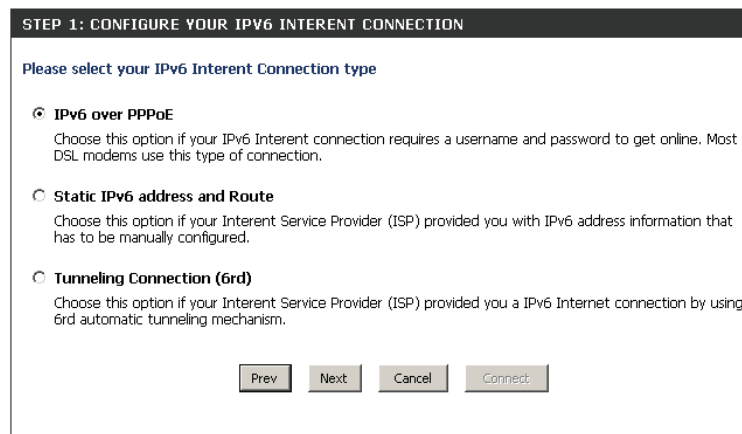 STEP 1: CONFIGURE YOUR IPV6 INTERENT CONNECTION
Please select your IPv6 Interent Connection type
IPv6 over PPPoE
Choose this option if your IPv6 Interent connection requires a username and password to get online. Most
DSL modems use this type of connection.
Static IPv6 address and Route
Choose this option if your Interent Service Provider (ISP) provided you with IPv6 address information that
has to be manually configured.
Tunneling Connection (6rd)
Choose this option if your Interent Service Provider (ISP) provided you a IPv6 Internet connection by using
6rd automatic tunneling mechanism.
Prev Next Cancel Connect